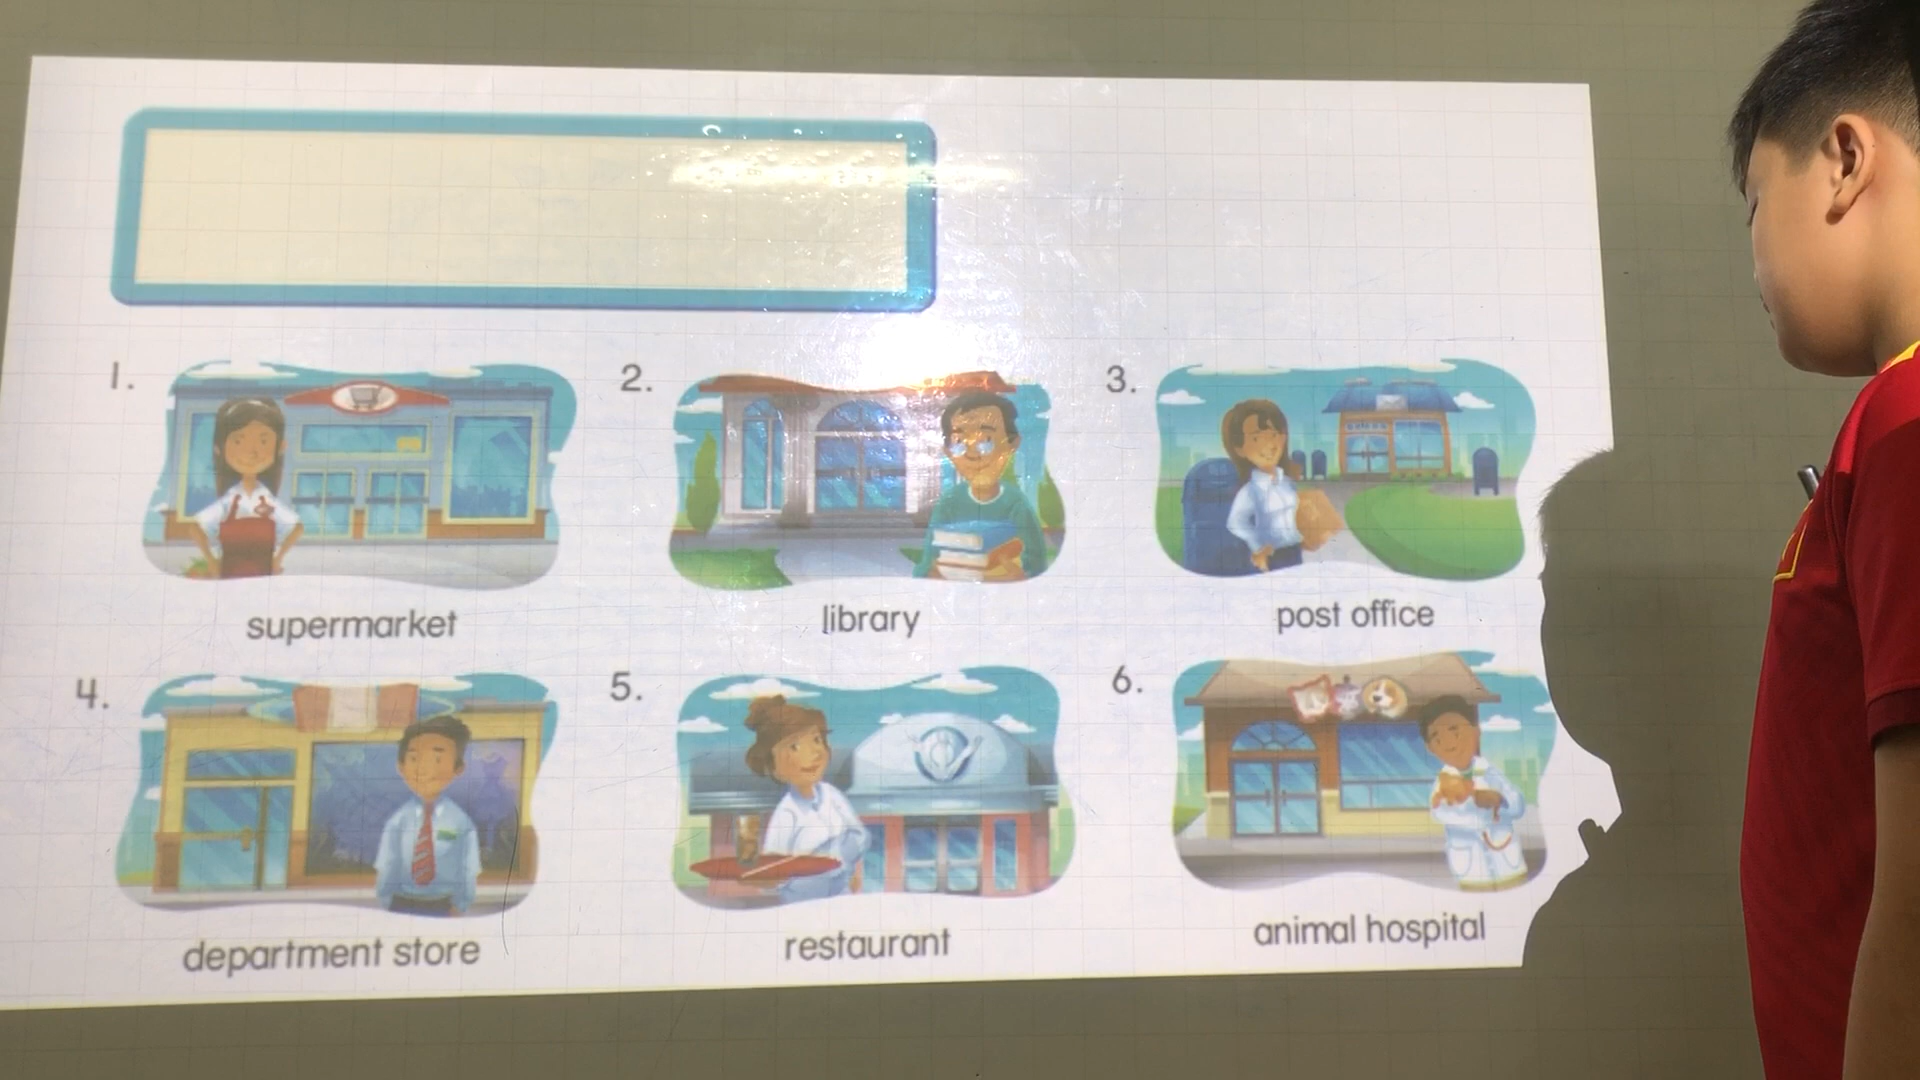 1.
2.
3.
supermarket
library
post office
4.
5.
6.
department store
restaurant
animal hospital